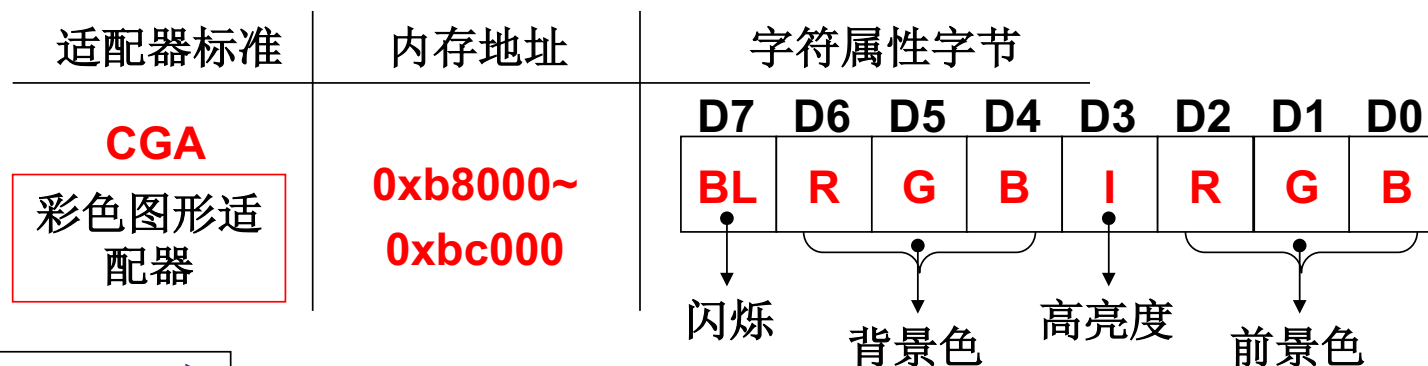 适配器标准 内存地址 字符属性字节
D7 D6 D5 D4 D3 D2 D1 D0
CGA
BL R G B I R G B
0xb8000~
彩色图形适
配器
0xbc000
闪烁 背景色 高亮度 前景色